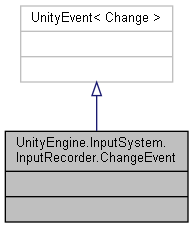 UnityEvent< Change >
UnityEngine.InputSystem.
InputRecorder.ChangeEvent